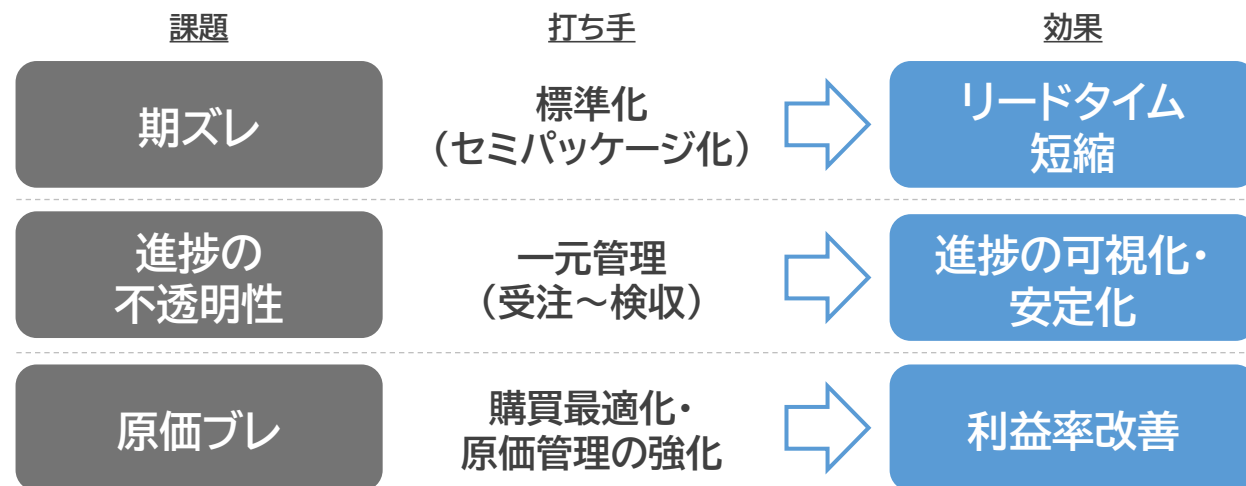 課題
打ち手
効果
期ズレ
標準化
（セミパッケージ化）
リードタイム
短縮
進捗の
不透明性
一元管理
（受注～検収）
進捗の可視化・
安定化
原価ブレ
購買最適化・
原価管理の強化
利益率改善